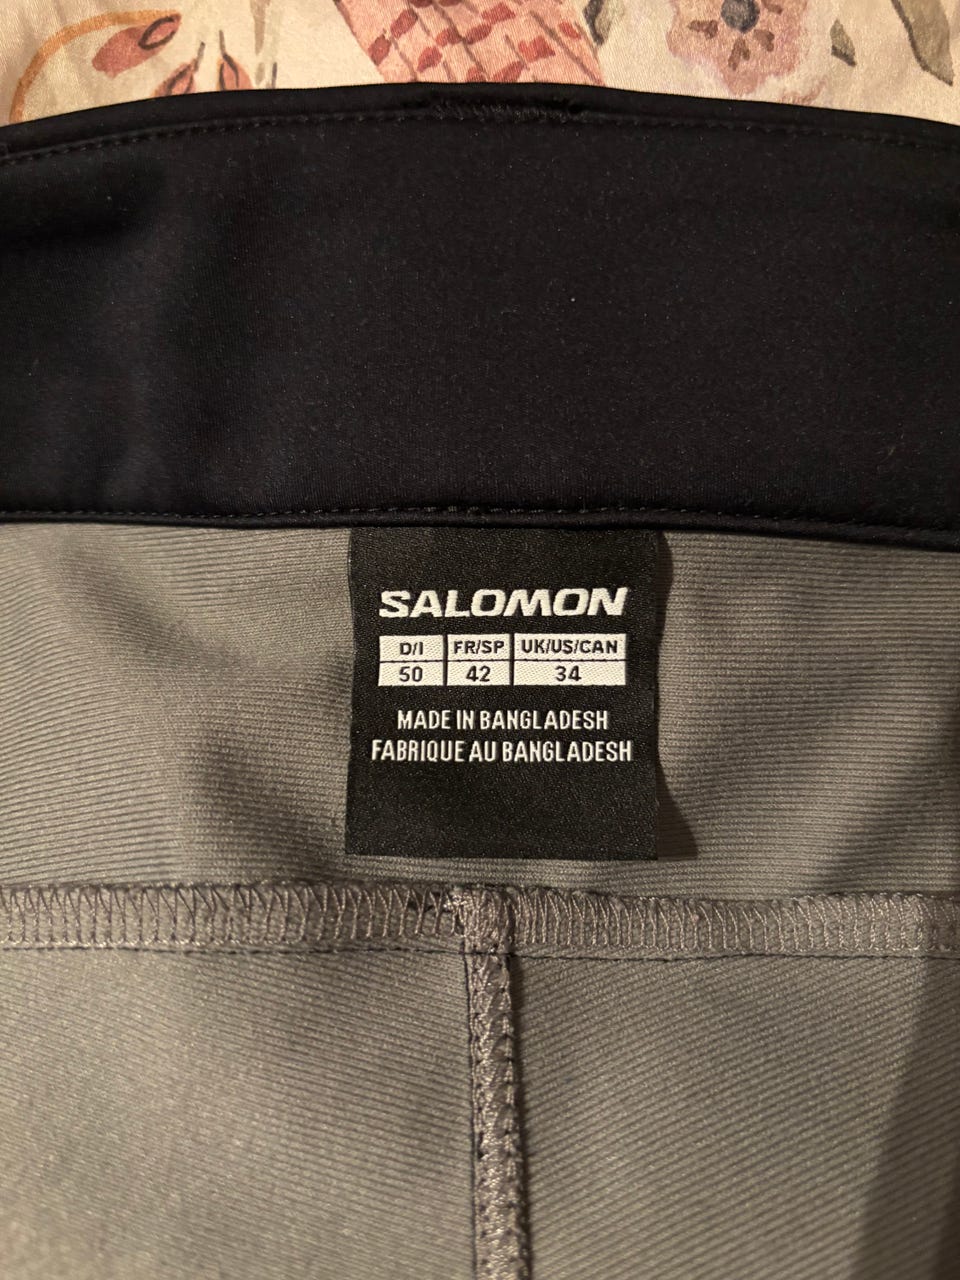 SALOMON
D/I FR/SP UK/US/CAN
50 42 34
MADE IN BANGLADESH
FABRIQUE AU BANGLADESH